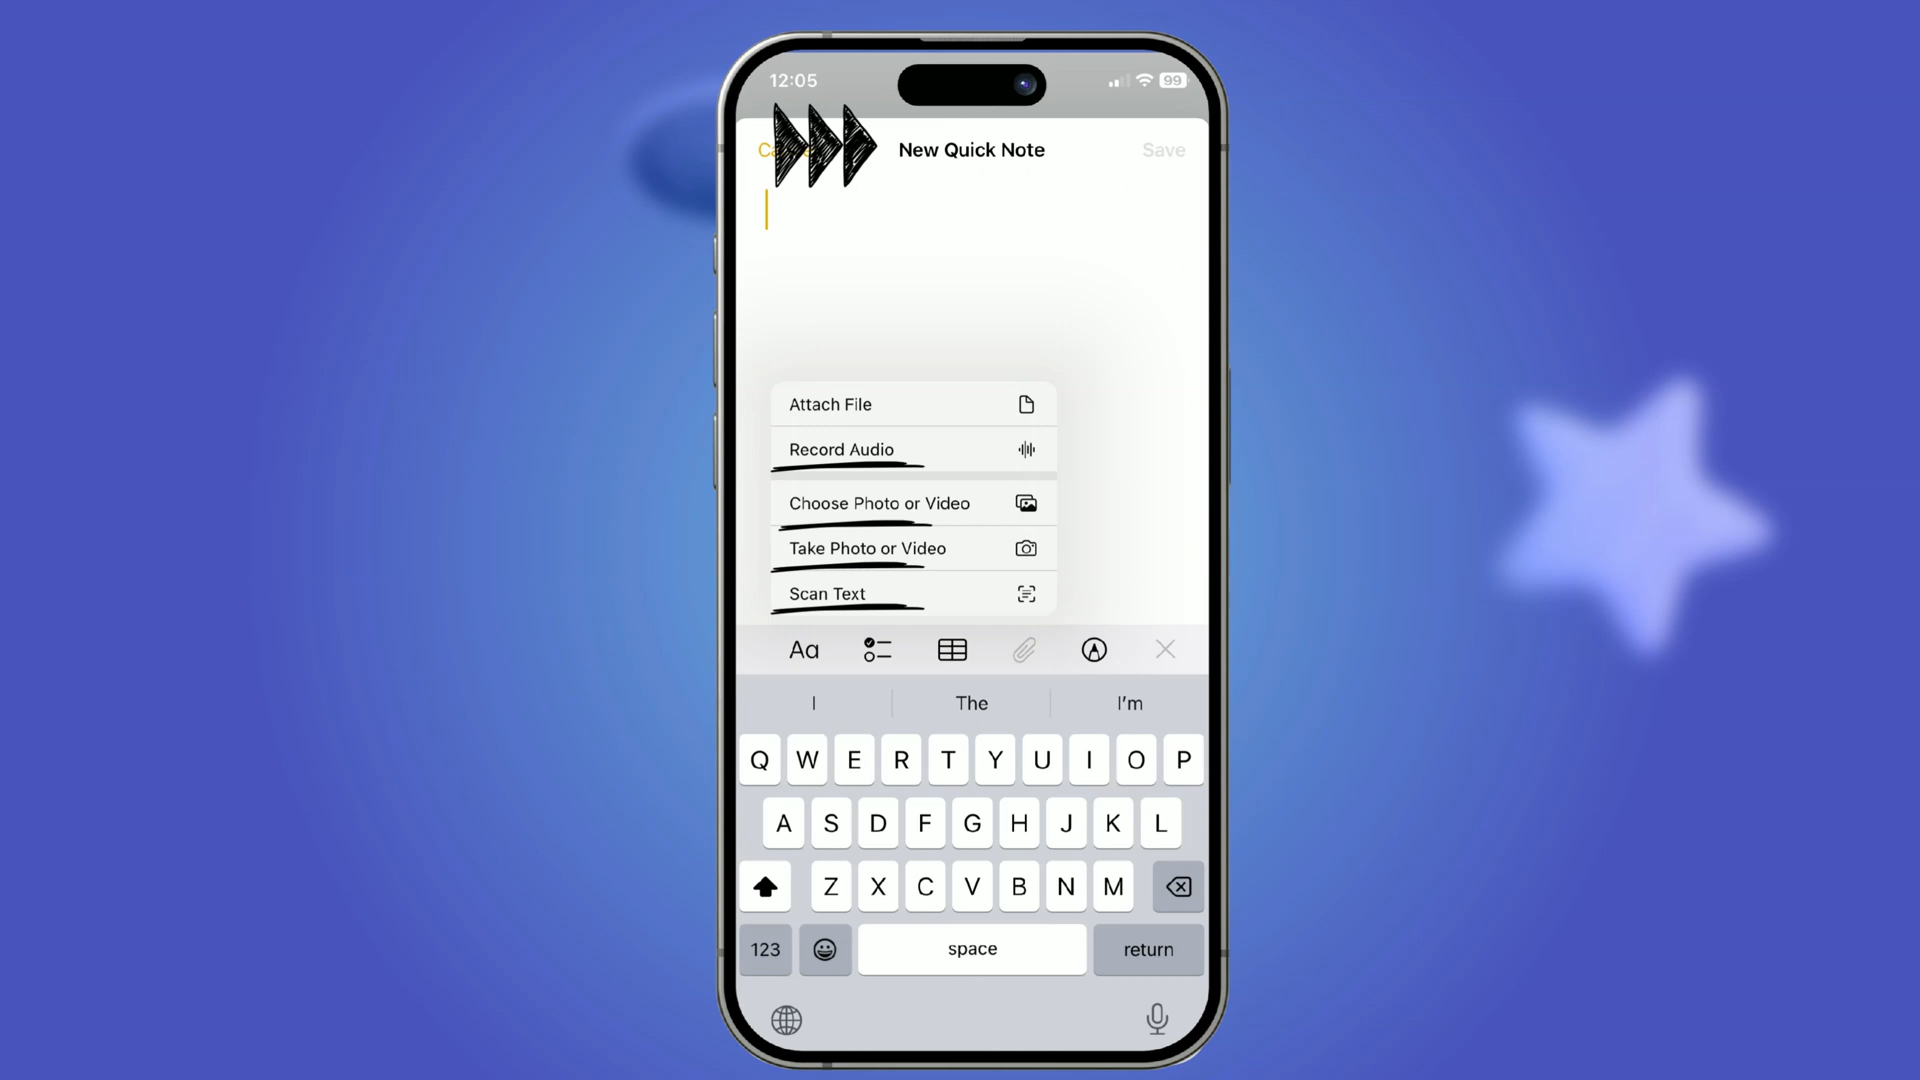 12:05
99
New Quick Note
Save
Attach File
Record Audio
Choose Photo or Video
Take Photo or Video
Scan Text
Aa
I The I'm
Q W E R T Y U I O P
A S D F G H J K L
Z X C V B N M
123 space return